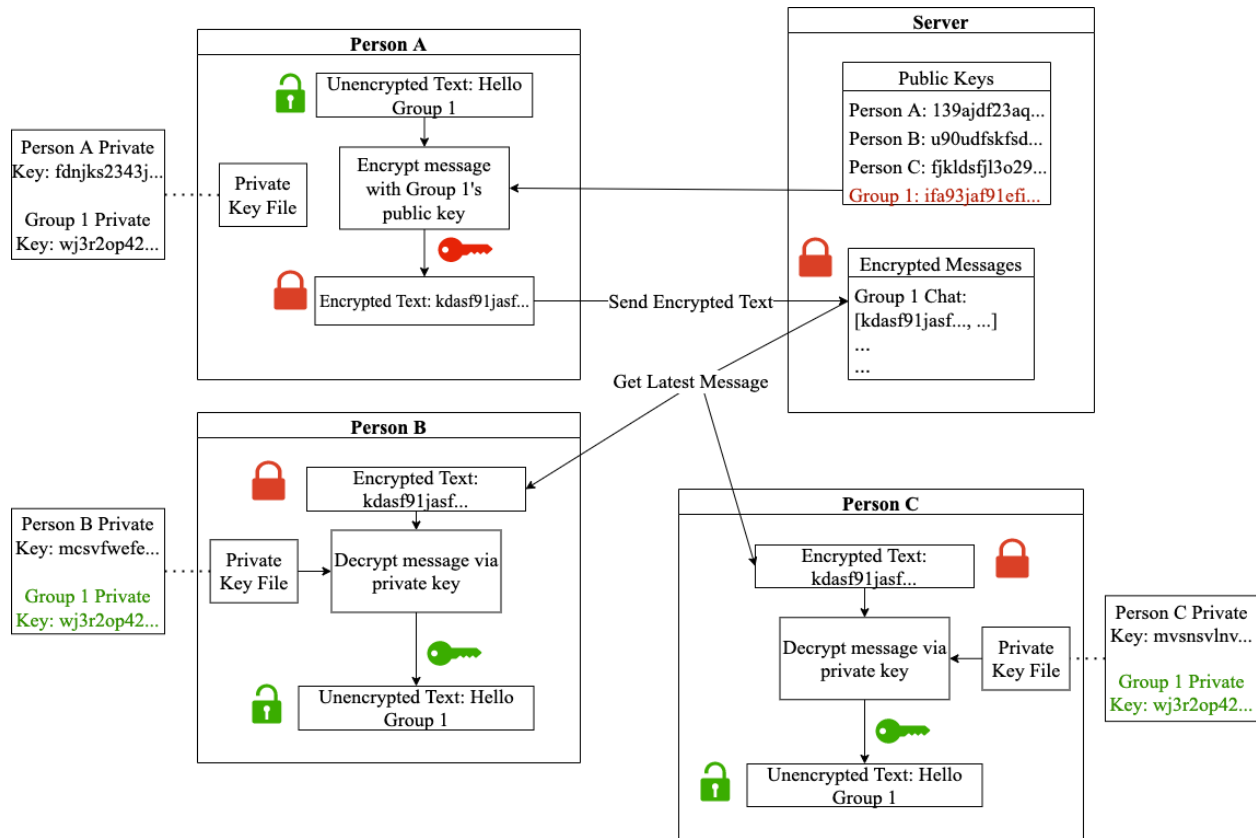 Person A
Unencrypted Text: Hello
Group 1
Encrypt message
with Group 1's
public key
Encrypted Text: kdasf91jasf...
Private
Key File
Person A Private
Key: fdnjks2343j...
Group 1 Private
Key: wj3r2op42...
Server
Public Keys
Person A: 139ajdf23aq...
Person B: u90udfskfsd...
Person C: fjkldsfjl3o29...
Group 1: ifa93jaf91efi...
Encrypted Messages
Group 1 Chat:
[kdasf91jasf..., ...]
...
...
Send Encrypted Text
Get Latest Message
Person B
Encrypted Text:
kdasf91jasf...
Decrypt message via
private key
Private
Key File
Person B Private
Key: mcsvfwefe...
Group 1 Private
Key: wj3r2op42...
Unencrypted Text: Hello
Group 1
Person C
Encrypted Text:
kdasf91jasf...
Decrypt message via
private key
Private
Key File
Person C Private
Key: mvsnsvlnv...
Group 1 Private
Key: wj3r2op42...
Unencrypted Text: Hello
Group 1